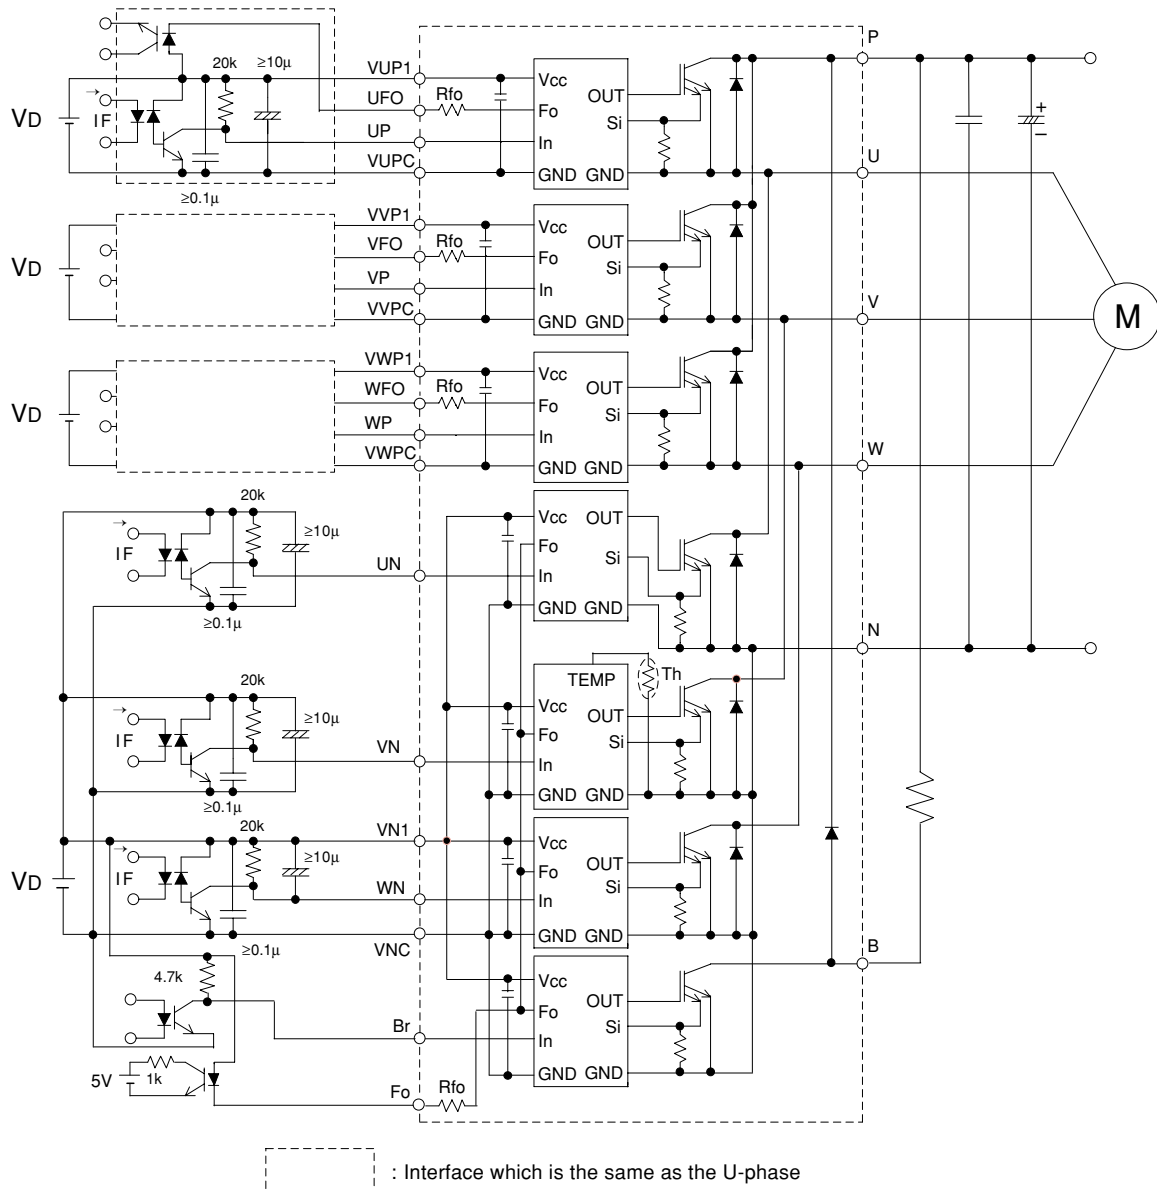 20k
≥10μ
VD
→
IF
≥0.1μ
VUP1
UFO
UP
VUPC
Rfo
Vcc
Fo
In
GND GND
OUT
Si
P
U
+
–
VD
VVP1
VFO
VP
VVPC
Rfo
Vcc
Fo
In
GND GND
OUT
Si
V
M
VD
VWP1
WFO
WP
VWPC
Rfo
Vcc
Fo
In
GND GND
OUT
Si
W
20k
≥10μ
→
IF
≥0.1μ
UN
Vcc
Fo
In
GND GND
OUT
Si
N
20k
≥10μ
→
IF
≥0.1μ
VN
TEMP
Th
Vcc
Fo
In
GND GND
OUT
Si
20k
≥10μ
VD
→
IF
≥0.1μ
VN1
WN
VNC
Vcc
Fo
In
GND GND
OUT
Si
B
4.7k
Br
Vcc
Fo
In
GND GND
OUT
Si
5V
1k
Fo
Rfo
: Interface which is the same as the U-phase